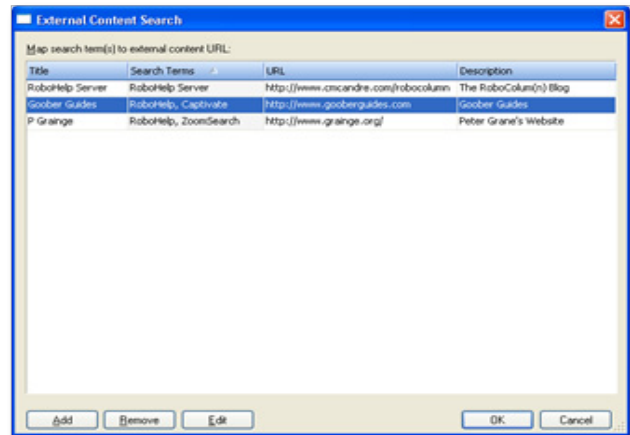 External Content Search
Map search term(s) to external content URL:
Title Search Terms URL Description
RoboHelp Server RoboHelp Server http://www.cmcandre.com/robocolumn The RoboColum(n) Blog
Goober Guides RoboHelp, Captivate http://www.gooberguides.com Goober Guides
P Grainge RoboHelp, ZoomSearch http://www.grainge.org/ Peter Grane's Website
Add Remove Edit OK Cancel